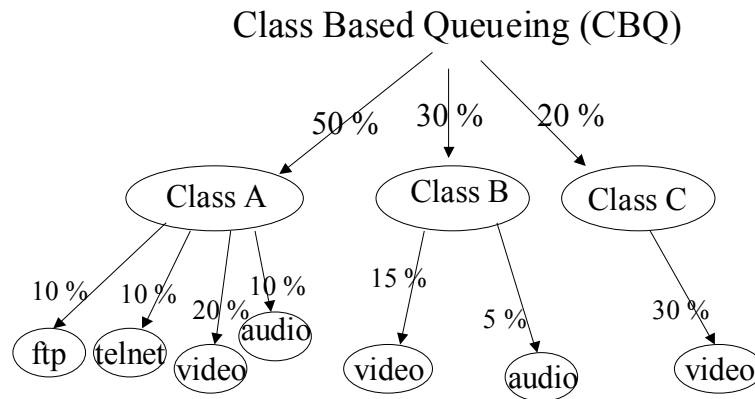 Class Based Queueing (CBQ)
50 %
30 %
20 %
Class A
Class B
Class C
10 %
10 %
20 %
10 %
15 %
5 %
30 %
ftp
telnet
video
audio
video
audio
video